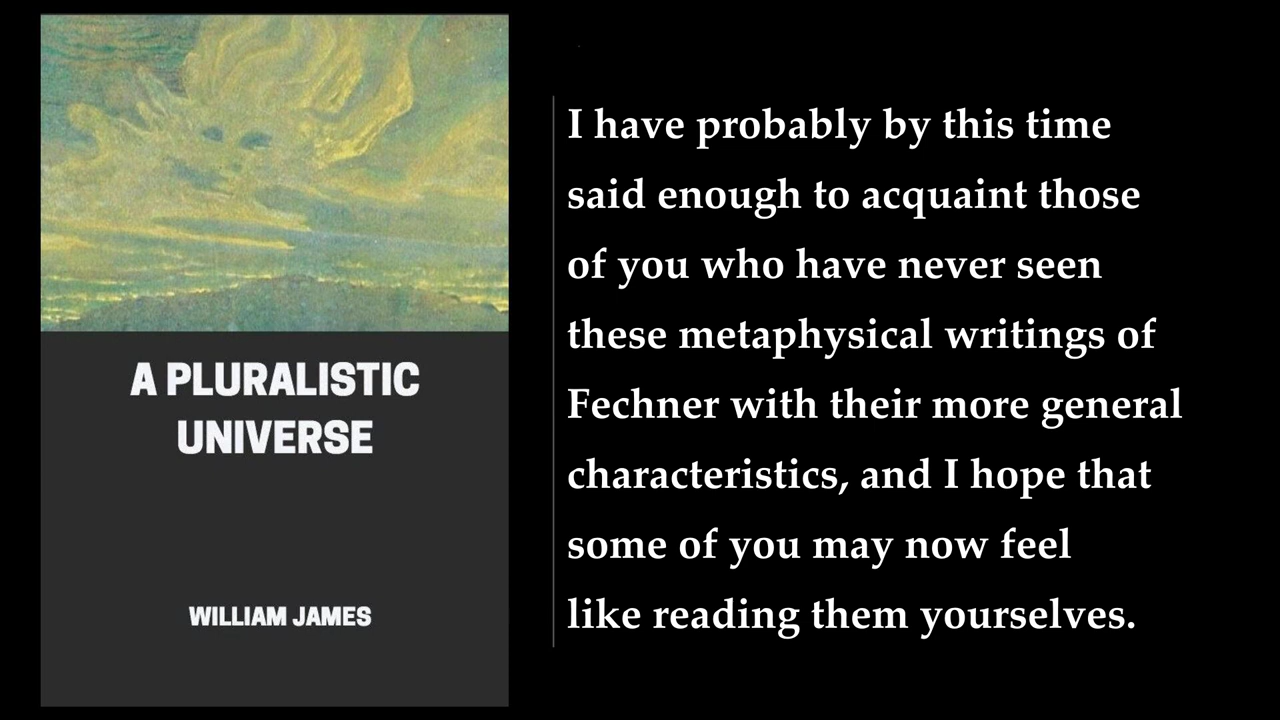 A PLURALISTIC
UNIVERSE
WILLIAM JAMES
I have probably by this time
said enough to acquaint those
of you who have never seen
these metaphysical writings of
Fechner with their more general
characteristics, and I hope that
some of you may now feel
like reading them yourselves.